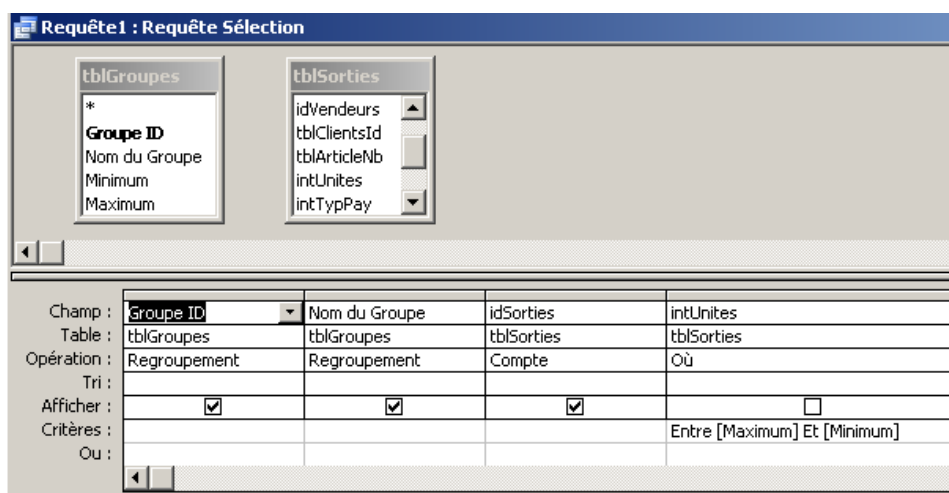 Requête1 : Requête Sélection
tblGroupes
*
Groupe ID
Nom du Groupe
Minimum
Maximum
tblSorties
idVendeurs
tblClientsId
tblArticleNb
intUnites
intTypPay
Champ : Groupe ID Nom du Groupe idSorties intUnites
Table : tblGroupes tblGroupes tblSorties tblSorties
Opération : Regroupement Regroupement Compte Où
Tri :
Afficher :
Critères : Entre [Maximum] Et [Minimum]
Ou :